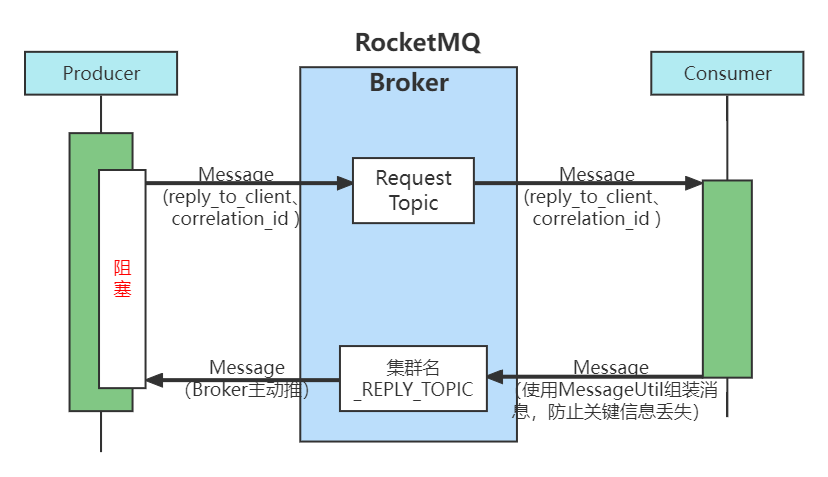 RocketMQ
Producer
Broker
Consumer
Message
(reply_to_client、
correlation_id )
Request
Topic
Message
(reply_to_client、
correlation_id )
阻
塞
Message
（Broker主动推）
集群名
_REPLY_TOPIC
Message
（使用MessageUtil组装消
息，防止关键信息丢失）